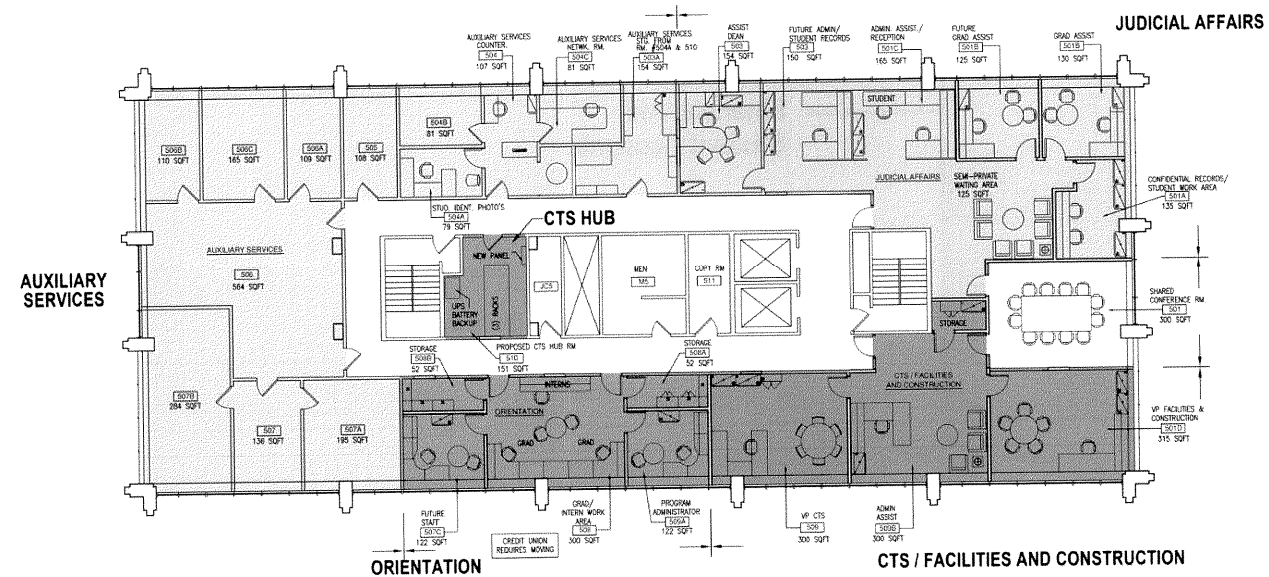 JUDICIAL AFFAIRS
AUXILIARY SERVICES
COUNTER.
504
107 SQFT
AUXILIARY SERVICES
NETWK. RM.
504C
81 SQFT
AUXILIARY SERVICES
STG. FROM
RM. #504A & 510
503A
154 SQFT
ASSIST
DEAN
503
154 SQFT
FUTURE ADMIN/
STUDENT RECORDS
503
150 SQFT
ADMIN. ASSIST./
RECEPTION
501C
165 SQFT
FUTURE
GRAD ASSIST
501B
125 SQFT
GRAD ASSIST
501B
130 SQFT
506B
110 SQFT
506C
165 SQFT
506A
109 SQFT
505
108 SQFT
504B
81 SQFT
STUDENT
STUD. IDENT. PHOTO'S
504A
79 SQFT
JUDICIAL AFFAIRS
SEMI-PRIVATE
WAITING AREA
125 SQFT
CONFIDENTIAL RECORDS/
STUDENT WORK AREA
501A
135 SQFT
CTS HUB
NEW PANEL
UPS
BATTERY
BACKUP
(3) RACKS
JC5
MEN
M5
COPY RM
511
AUXILIARY SERVICES
506
564 SQFT
AUXILIARY
SERVICES
SHARED
CONFERENCE RM
501
300 SQFT
STORAGE
PROPOSED CTS HUB RM
510
151 SQFT
STORAGE
508B
52 SQFT
STORAGE
508A
52 SQFT
CTS / FACILITIES
AND CONSTRUCTION
507B
284 SQFT
507
136 SQFT
507A
195 SQFT
INTERNS
ORIENTATION
GRAD
GRAD
VP FACILITIES &
CONSTRUCTION
501D
315 SQFT
FUTURE
STAFF
507C
122 SQFT
CREDIT UNION
REQUIRES MOVING
GRAD/
INTERN WORK
AREA
508
300 SQFT
PROGRAM
ADMINISTRATOR
509A
122 SQFT
VP CTS
509
300 SQFT
ADMIN
ASSIST
509B
300 SQFT
ORIENTATION
CTS / FACILITIES AND CONSTRUCTION